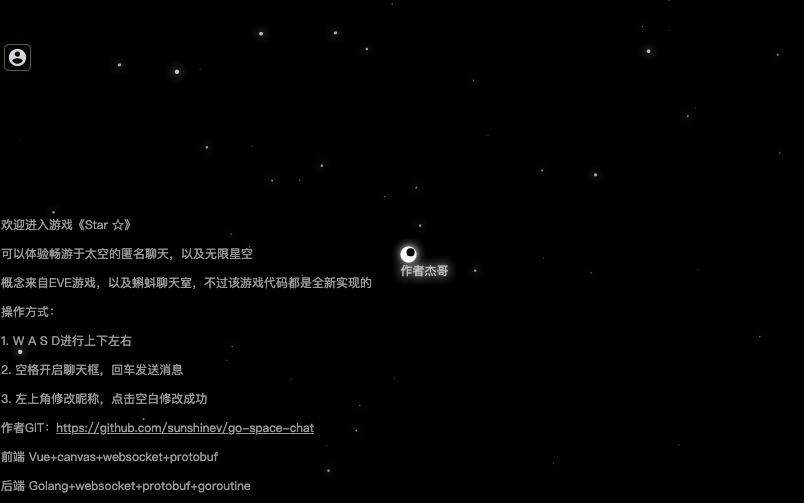 欢迎进入游戏《Star ☆》
可以体验畅游于太空的匿名聊天，以及无限星空
作者杰哥
概念来自EVE游戏，以及蝌蚪聊天室，不过该游戏代码都是全新实现的
操作方式：
1. W A S D进行上下左右
2. 空格开启聊天框，回车发送消息
3. 左上角修改昵称，点击空白修改成功
作者GIT：https://github.com/sunshinev/go-space-chat
前端 Vue+canvas+websocket+protobuf
后端 Golang+websocket+protobuf+goroutine